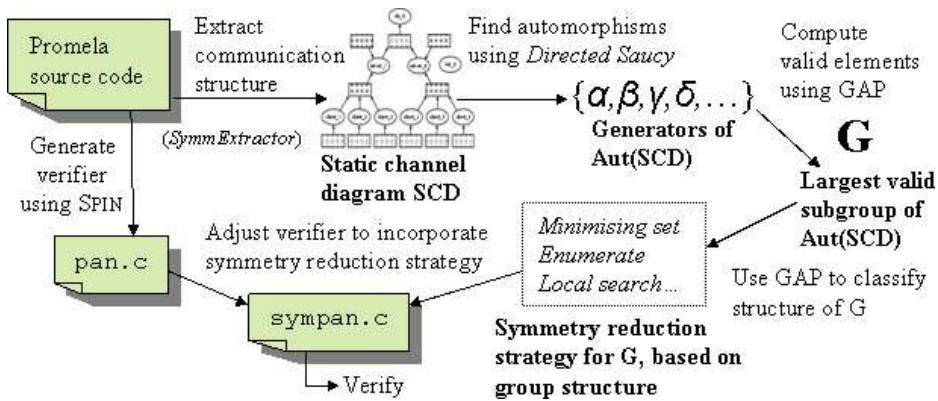 Promela
source code
Extract
communication
structure
(SymmExtractor)
Static channel
diagram SCD
Find automorphisms
using Directed Saucy
{α,β,γ,δ,...}
Generators of
Aut(SCD)
Compute
valid elements
using GAP
G
Largest valid
subgroup of
Aut(SCD)
Generate
verifier
using SPIN
pan.c
Adjust verifier to incorporate
symmetry reduction strategy
sympan.c
Verify
Minimising set
Enumerate
Local search...
Symmetry reduction
strategy for G, based on
group structure
Use GAP to classify
structure of G